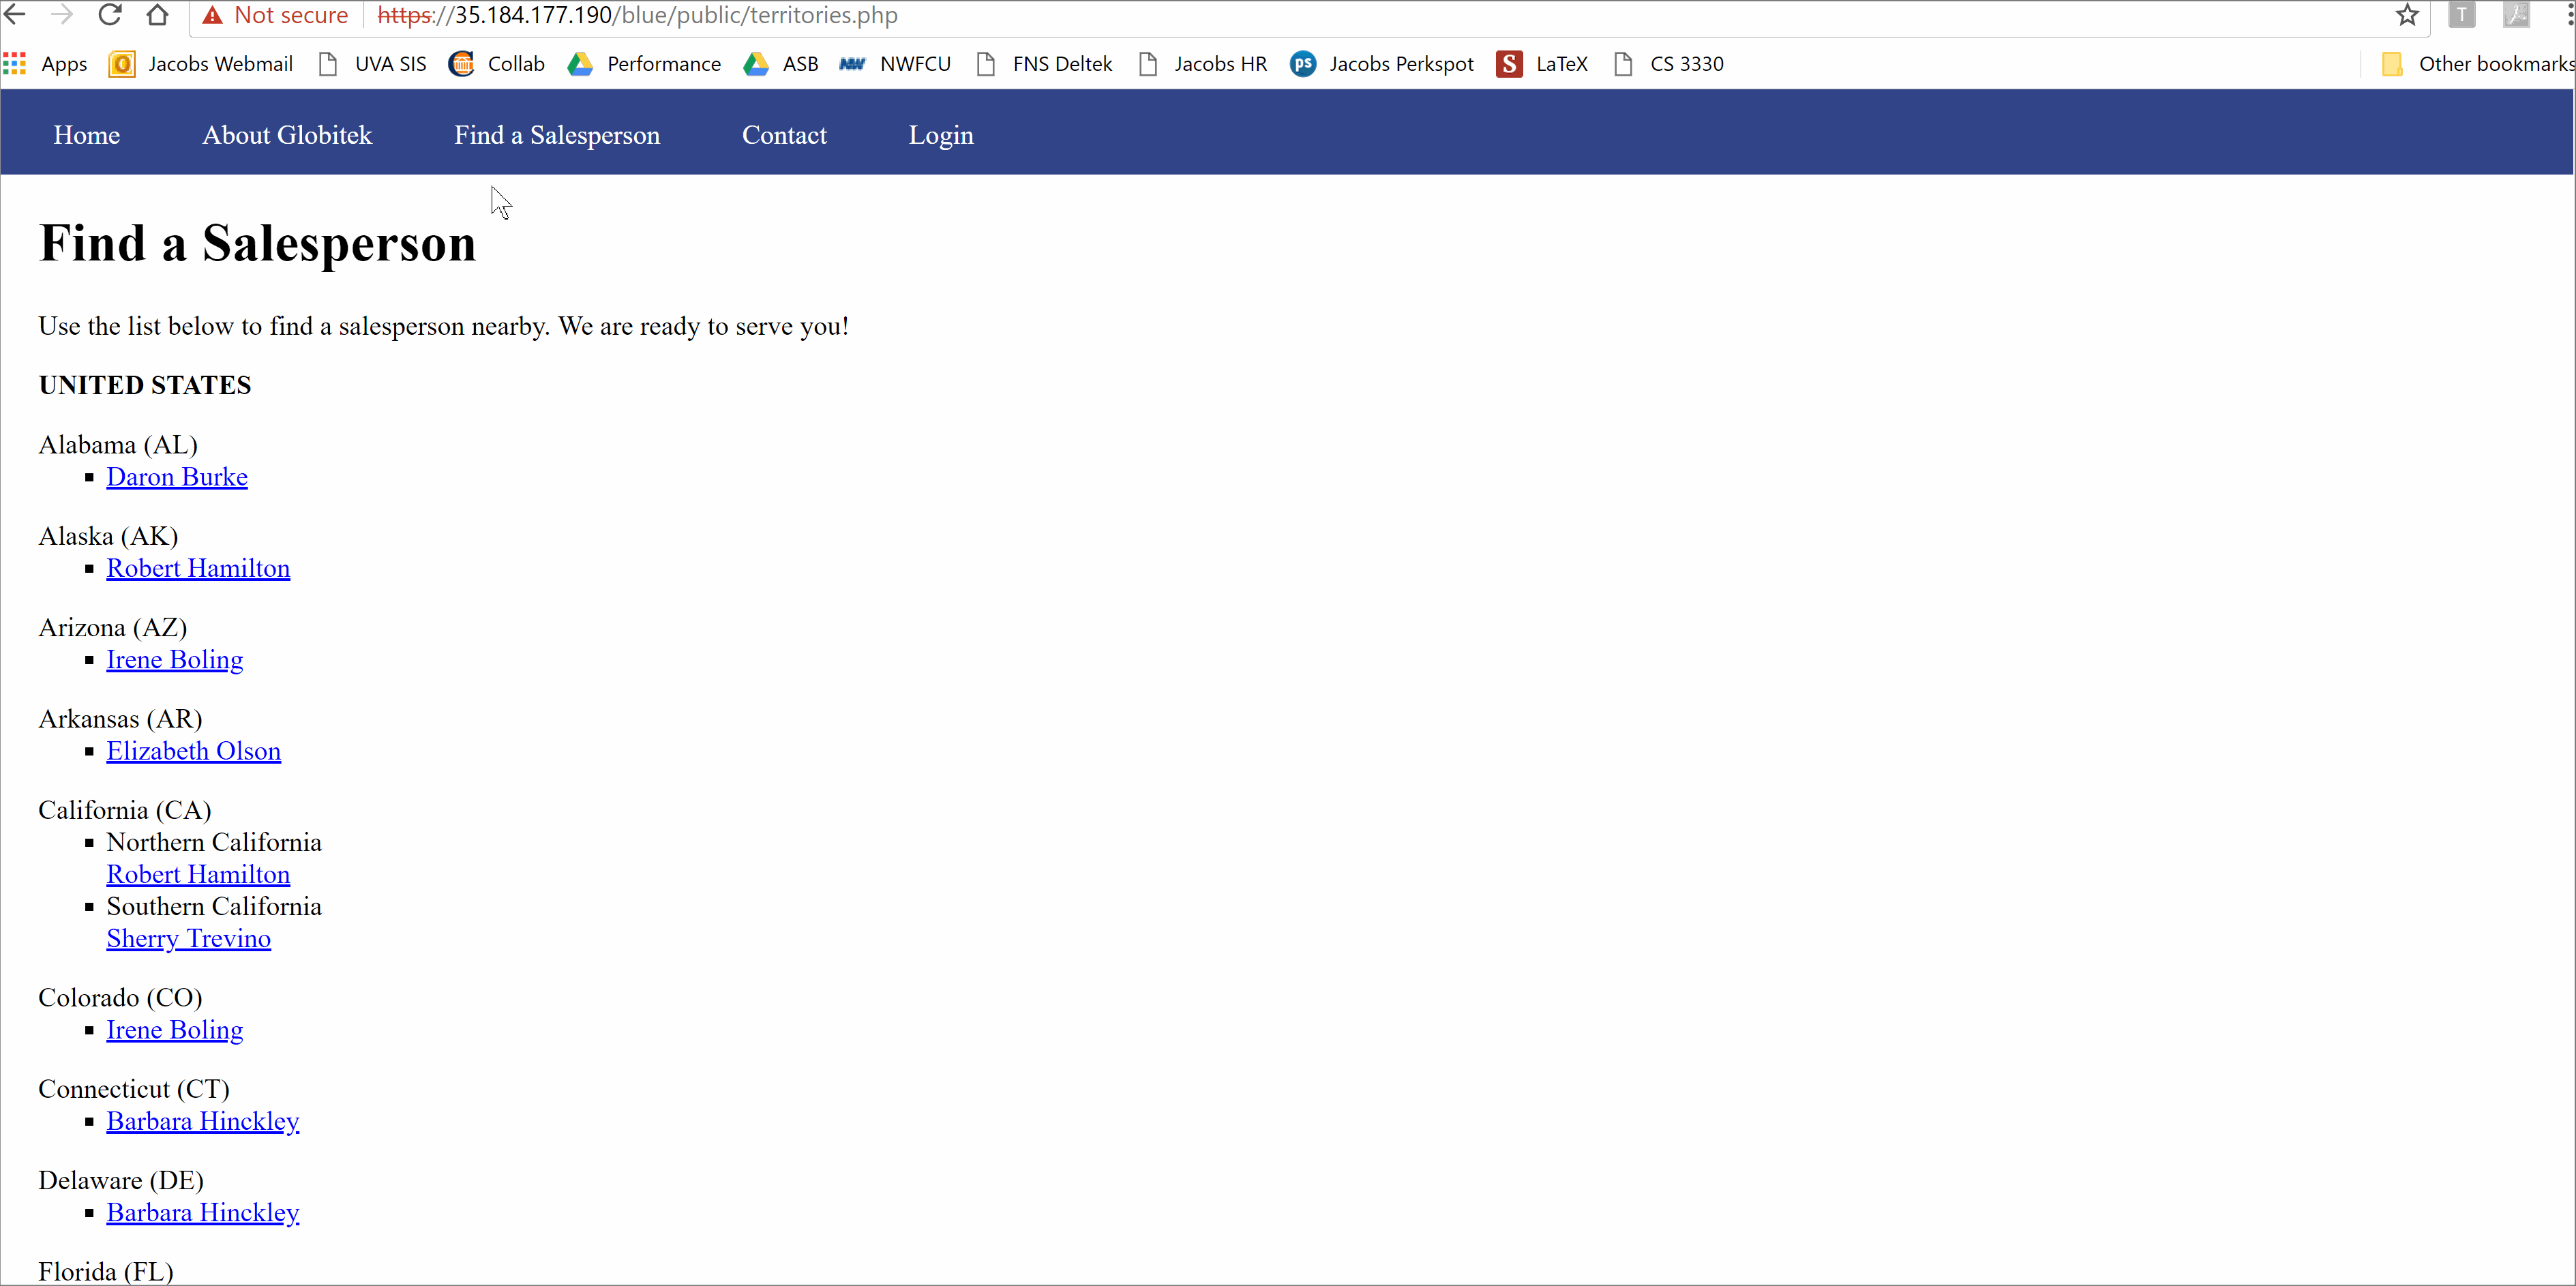 Not secure https://35.184.177.190/blue/public/territories.php T
Apps Jacobs Webmail UVA SIS Collab Performance ASB NWFCU FNS Deltek Jacobs HR ps Jacobs Perkspot S LaTeX CS 3330 Other bookmarks
Home About Globitek Find a Salesperson Contact Login
Find a Salesperson
Use the list below to find a salesperson nearby. We are ready to serve you!
UNITED STATES
Alabama (AL)
Daron Burke
Alaska (AK)
Robert Hamilton
Arizona (AZ)
Irene Boling
Arkansas (AR)
Elizabeth Olson
California (CA)
Northern California
Robert Hamilton
Southern California
Sherry Trevino
Colorado (CO)
Irene Boling
Connecticut (CT)
Barbara Hinckley
Delaware (DE)
Barbara Hinckley
Florida (FL)